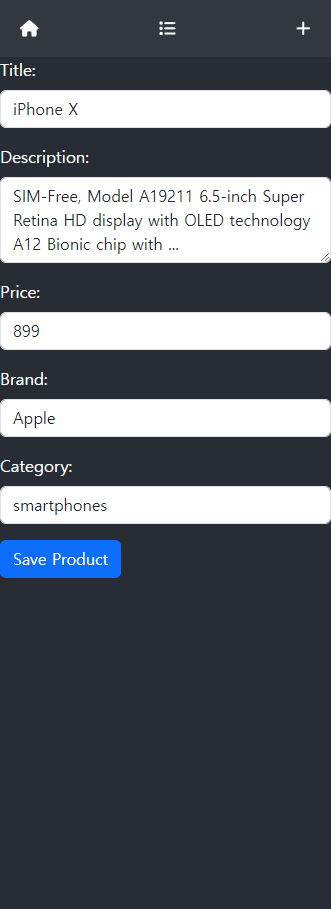 Title:
iPhone X
Description:
SIM-Free, Model A19211 6.5-inch Super
Retina HD display with OLED technology
A12 Bionic chip with ...
Price:
899
Brand:
Apple
Category:
smartphones
Save Product